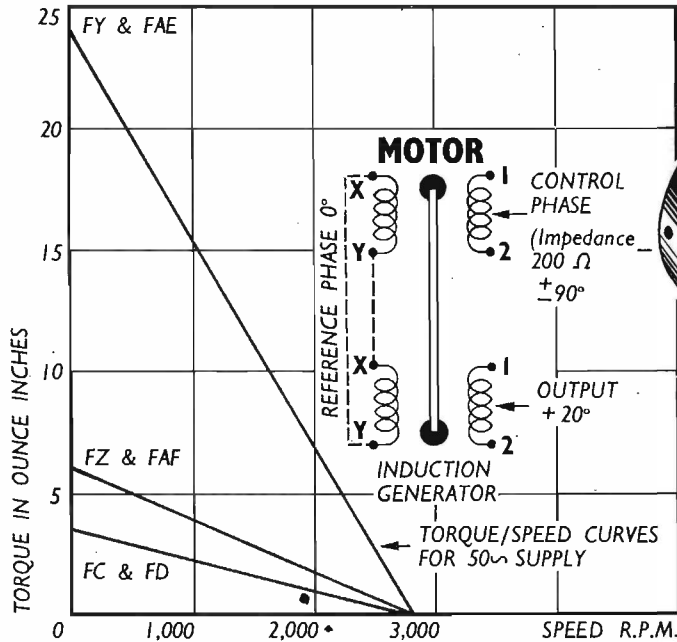 25
FY & FAE
20
MOTOR
X
1
CONTROL
PHASE
Y
2
(Impedance
200 Ω
±90°
REFERENCE PHASE 0°
15
10
X
1
OUTPUT
+20°
Y
2
INDUCTION
GENERATOR
TORQUE IN OUNCE INCHES
FZ & FAF
5
TORQUE/SPEED CURVES
FOR 50~ SUPPLY
FC & FD
0 1,000 2,000 3,000 SPEED R.P.M.